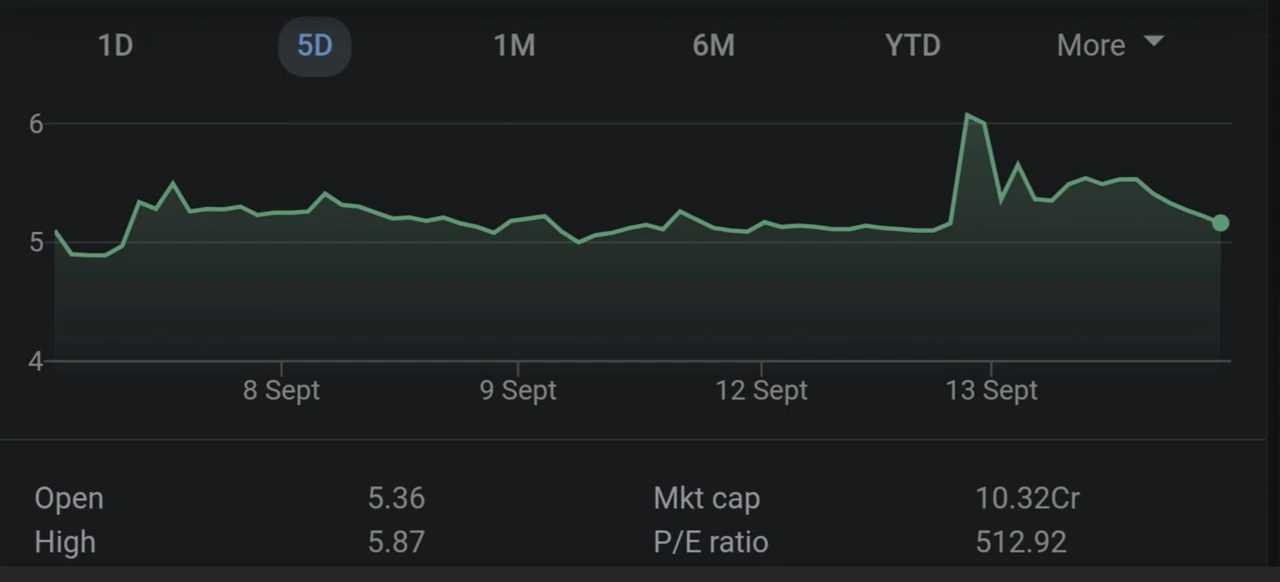 1D 5D 1M 6M YTD More
6
5
4
8 Sept 9 Sept 12 Sept 13 Sept
Open 5.36 Mkt cap 10.32Cr
High 5.87 P/E ratio 512.92